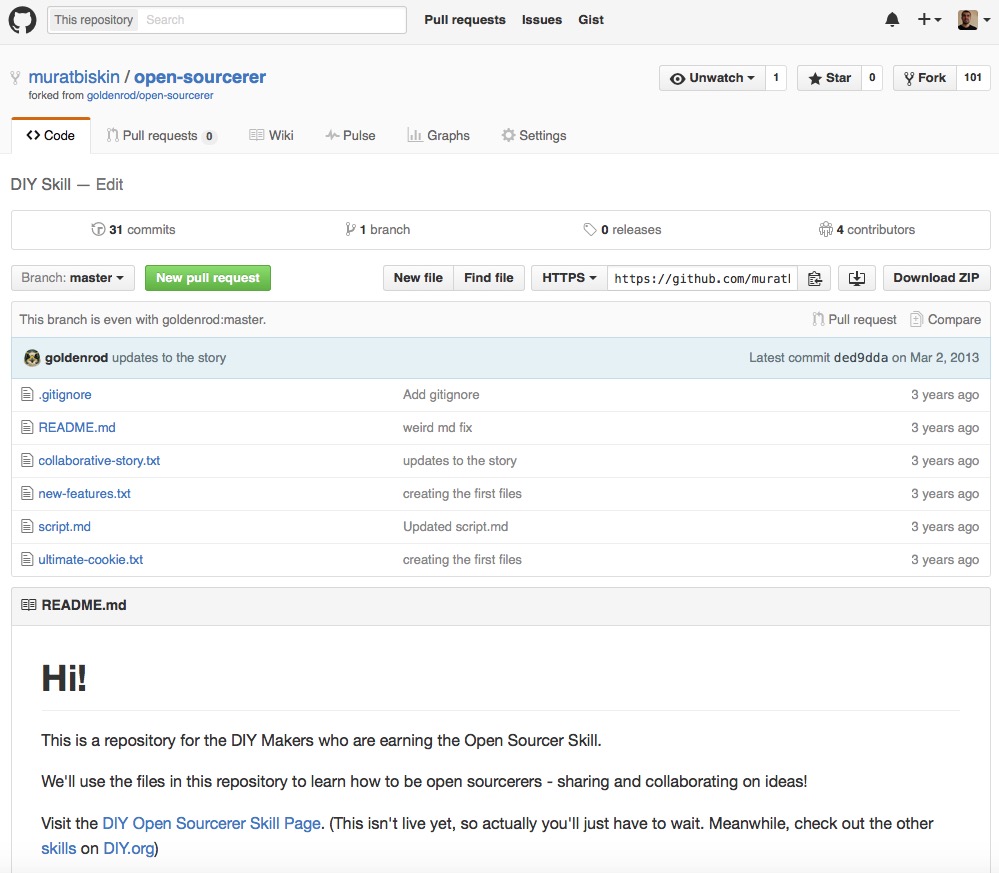 This repository Search Pull requests Issues Gist
muratbiskin / open-sourcerer Unwatch 1 Star 0 Fork 101
forked from goldenrod/open-sourcerer
Code Pull requests 0 Wiki Pulse Graphs Settings
DIY Skill — Edit
31 commits 1 branch 0 releases 4 contributors
Branch: master New pull request New file Find file HTTPS https://github.com/murat Download ZIP
This branch is even with goldenrod:master. Pull request Compare
goldenrod updates to the story Latest commit ded9dda on Mar 2, 2013
.gitignore Add gitignore 3 years ago
README.md weird md fix 3 years ago
collaborative-story.txt updates to the story 3 years ago
new-features.txt creating the first files 3 years ago
script.md Updated script.md 3 years ago
ultimate-cookie.txt creating the first files 3 years ago
README.md
Hi!
This is a repository for the DIY Makers who are earning the Open Sourcer Skill.
We'll use the files in this repository to learn how to be open sourcerers - sharing and collaborating on ideas!
Visit the DIY Open Sourcerer Skill Page. (This isn't live yet, so actually you'll just have to wait. Meanwhile, check out the other
skills on DIY.org)